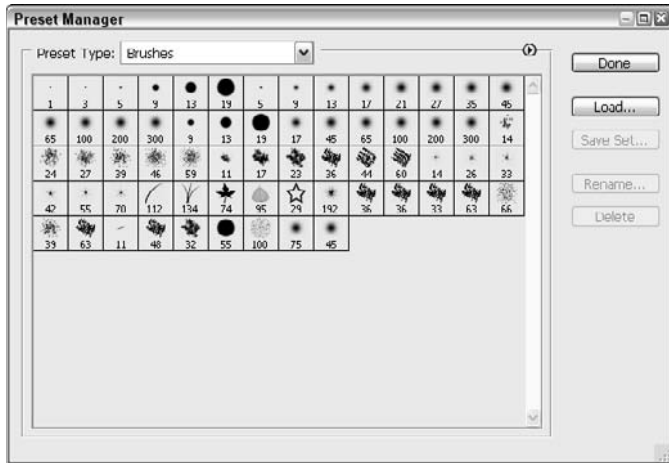 Preset Manager
Preset Type: Brushes
Done
Load...
Save Set...
Rename...
Delete
1 3 5 9 13 19 5 9 13 17 21 27 35 45
65 100 200 300 9 13 19 17 45 65 100 200 300 14
24 27 39 46 59 11 17 23 36 44 60 14 26 33
42 55 70 112 134 74 95 29 192 36 36 33 63 66
39 63 11 48 32 55 100 75 45